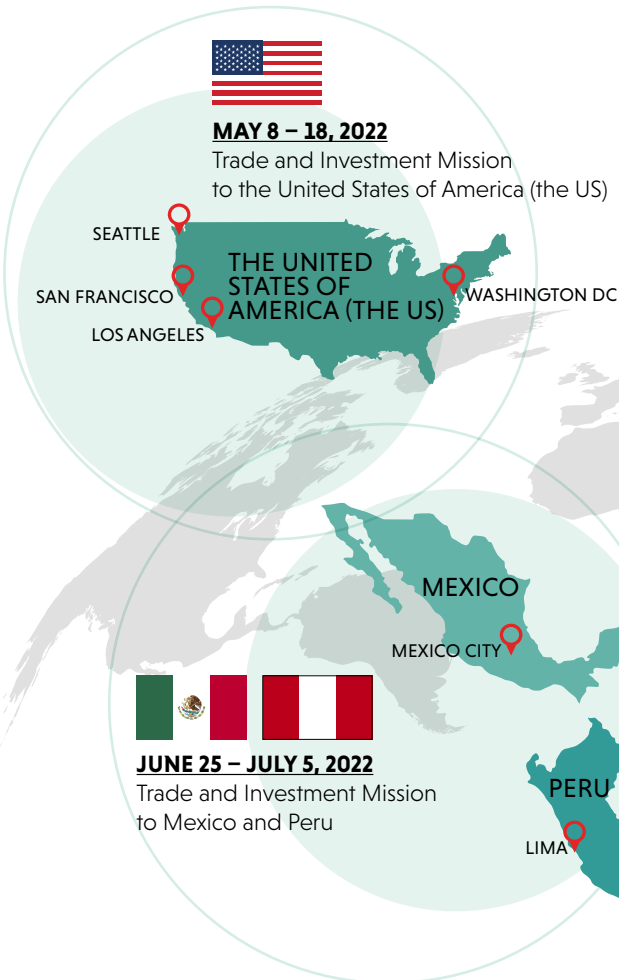 MAY 8 – 18, 2022
Trade and Investment Mission
to the United States of America (the US)
SEATTLE
THE UNITED
STATES OF
AMERICA (THE US)
SAN FRANCISCO
WASHINGTON DC
LOS ANGELES
MEXICO
MEXICO CITY
JUNE 25 – JULY 5, 2022
Trade and Investment Mission
to Mexico and Peru
PERU
LIMA